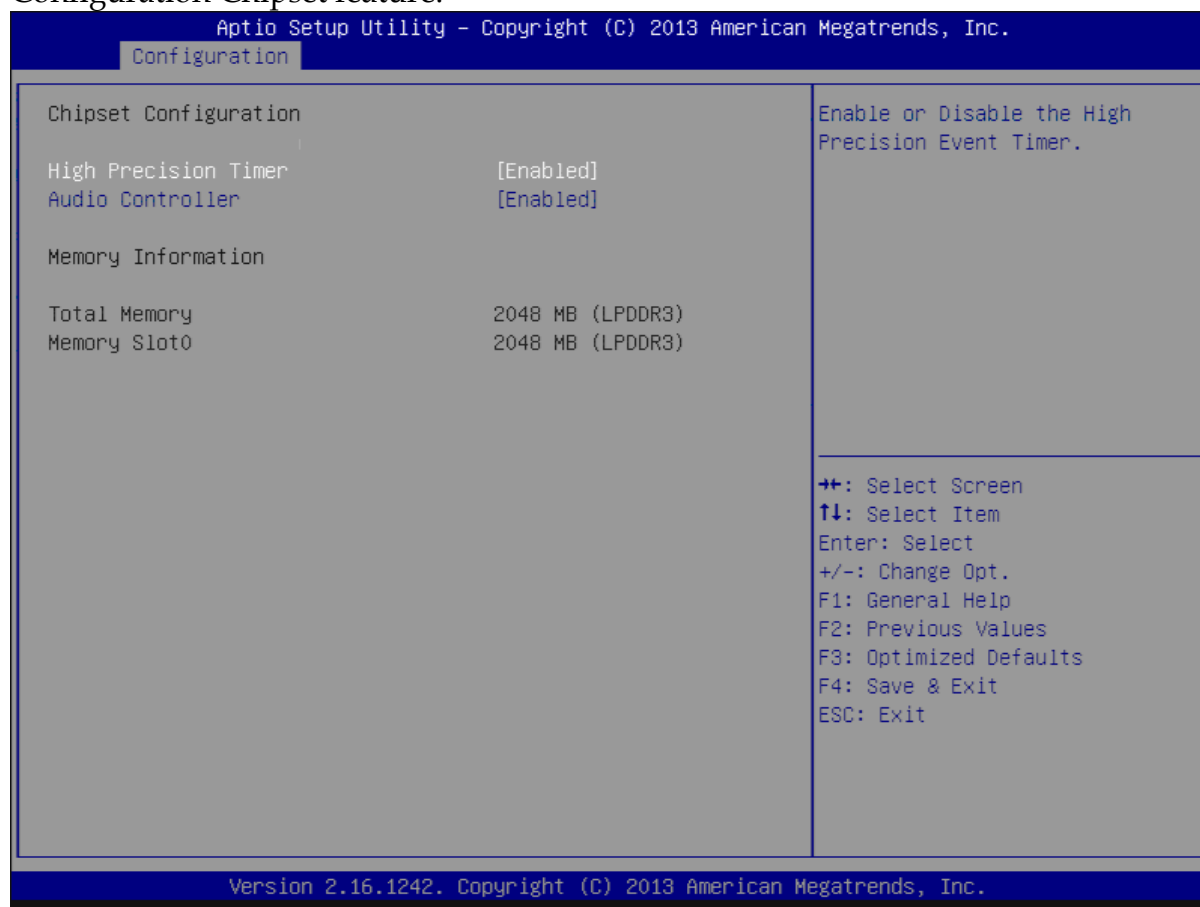 Configuration Chipset feature.
Aptio Setup Utility – Copyright (C) 2013 American Megatrends, Inc.
Configuration
Chipset Configuration
High Precision Timer [Enabled]
Audio Controller [Enabled]
Memory Information
Total Memory 2048 MB (LPDDR3)
Memory Slot0 2048 MB (LPDDR3)
Enable or Disable the High
Precision Event Timer.
→←: Select Screen
↑↓: Select Item
Enter: Select
+/-: Change Opt.
F1: General Help
F2: Previous Values
F3: Optimized Defaults
F4: Save & Exit
ESC: Exit
Version 2.16.1242. Copyright (C) 2013 American Megatrends, Inc.